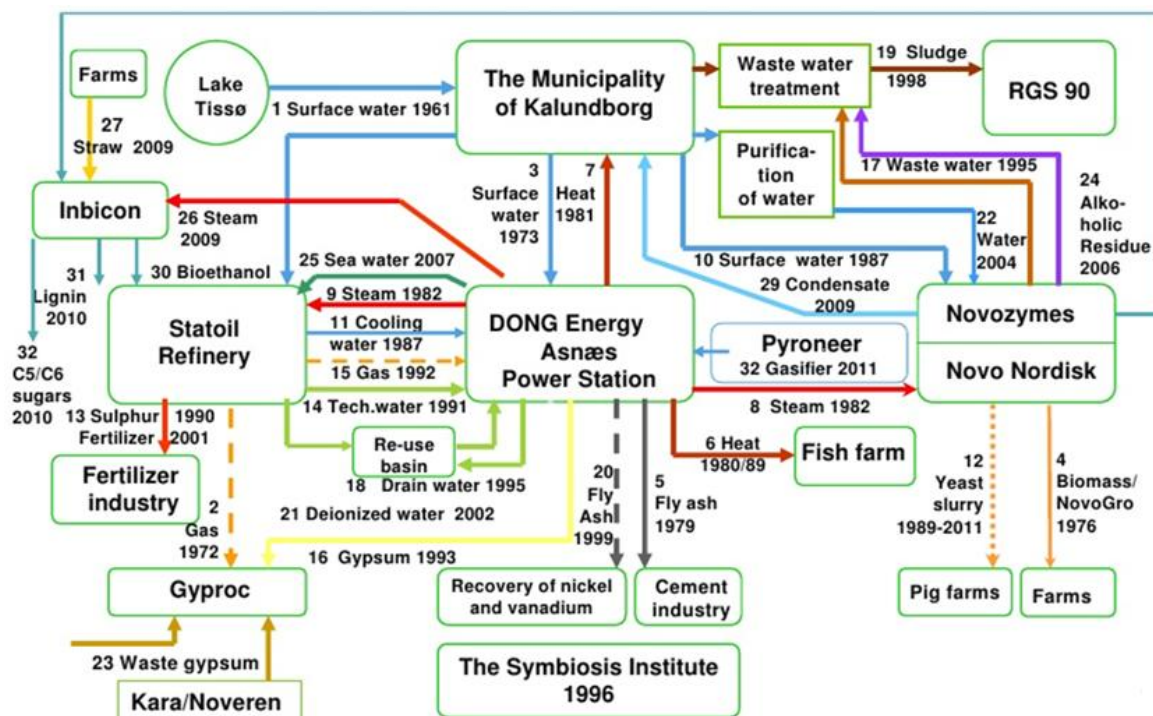 Farms
Lake
Tissø
The Municipality
of Kalundborg
Waste water
treatment
19 Sludge
1998
RGS 90
1 Surface water 1961
27
Straw 2009
Purifica-
tion
of water
17 Waste water 1995
3
Surface
water
1973
7
Heat
1981
24
Alko-
holic
Residue
2006
Inbicon
26 Steam
2009
22
Water
2004
25 Sea water 2007
10 Surface water 1987
31
Lignin
2010
30 Bioethanol
29 Condensate
2009
9 Steam 1982
Statoil
Refinery
11 Cooling
water 1987
DONG Energy
Asnæs
Power Station
Pyroneer
32 Gasifier 2011
Novozymes
Novo Nordisk
32
C5/C6
sugars
2010
15 Gas 1992
14 Tech.water 1991
8 Steam 1982
13 Sulphur 1990
Fertilizer 2001
Re-use
basin
6 Heat
1980/89
Fish farm
Fertilizer
industry
18 Drain water 1995
2
Gas
1972
21 Deionized water 2002
20
Fly
Ash
1999
5
Fly ash
1979
12
Yeast
slurry
1989-2011
4
Biomass/
NovoGro
1976
16 Gypsum 1993
Gyproc
Recovery of nickel
and vanadium
Cement
industry
Pig farms
Farms
23 Waste gypsum
Kara/Noveren
The Symbiosis Institute
1996